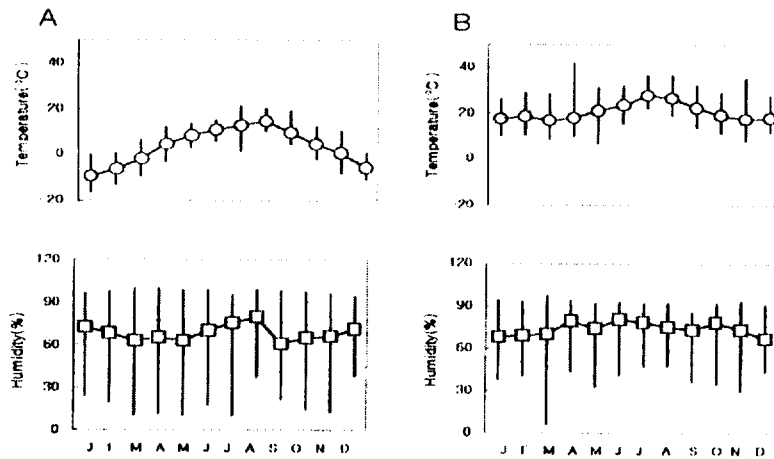 A
Temperature(°C)
40
20
0
-20
Humidity(%)
120
90
60
30
0
J F M A M J J A S O N D
B
Temperature(°C)
40
20
0
-20
Humidity(%)
120
90
60
30
0
J F M A M J J A S O N D